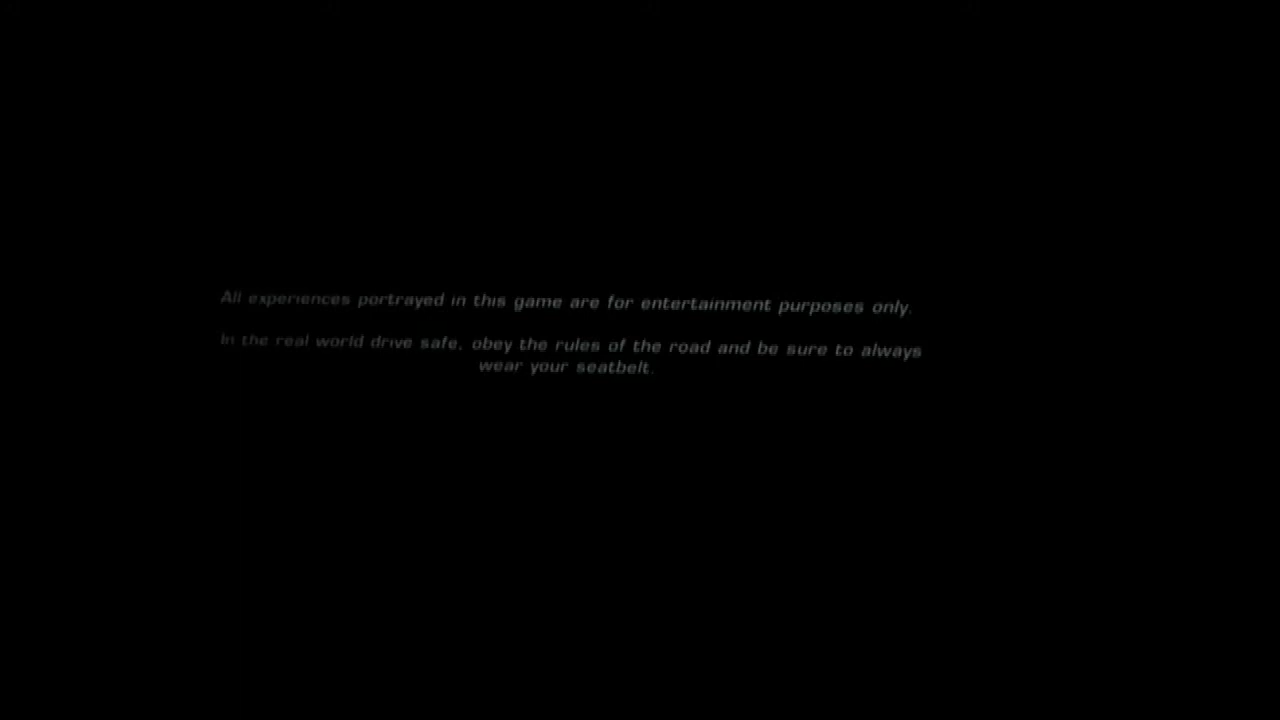 All experiences portrayed in this game are for entertainment purposes only.
In the real world drive safe, obey the rules of the road and be sure to always
wear your seatbelt.